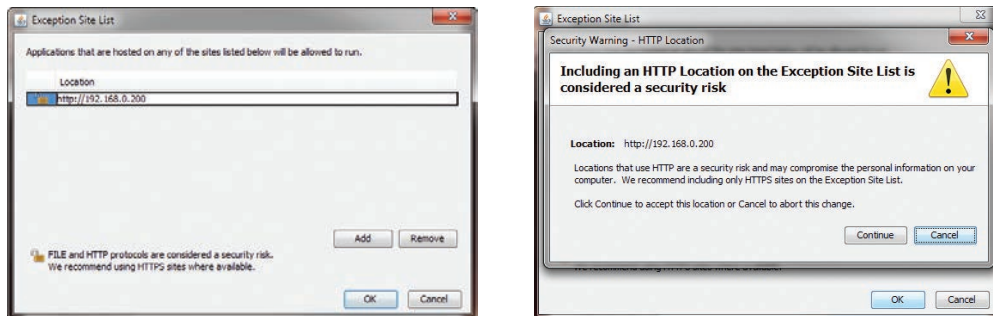 Exception Site List
Applications that are hosted on any of the sites listed below will be allowed to run.
Location
http://192.168.0.200
Add
Remove
FILE and HTTP protocols are considered a security risk.
We recommend using HTTPS sites where available.
OK
Cancel
Exception Site List
Security Warning - HTTP Location
Including an HTTP Location on the Exception Site List is
considered a security risk
Location: http://192.168.0.200
Locations that use HTTP are a security risk and may compromise the personal information on your
computer. We recommend including only HTTPS sites on the Exception Site List.
Click Continue to accept this location or Cancel to abort this change.
Continue
Cancel
OK
Cancel